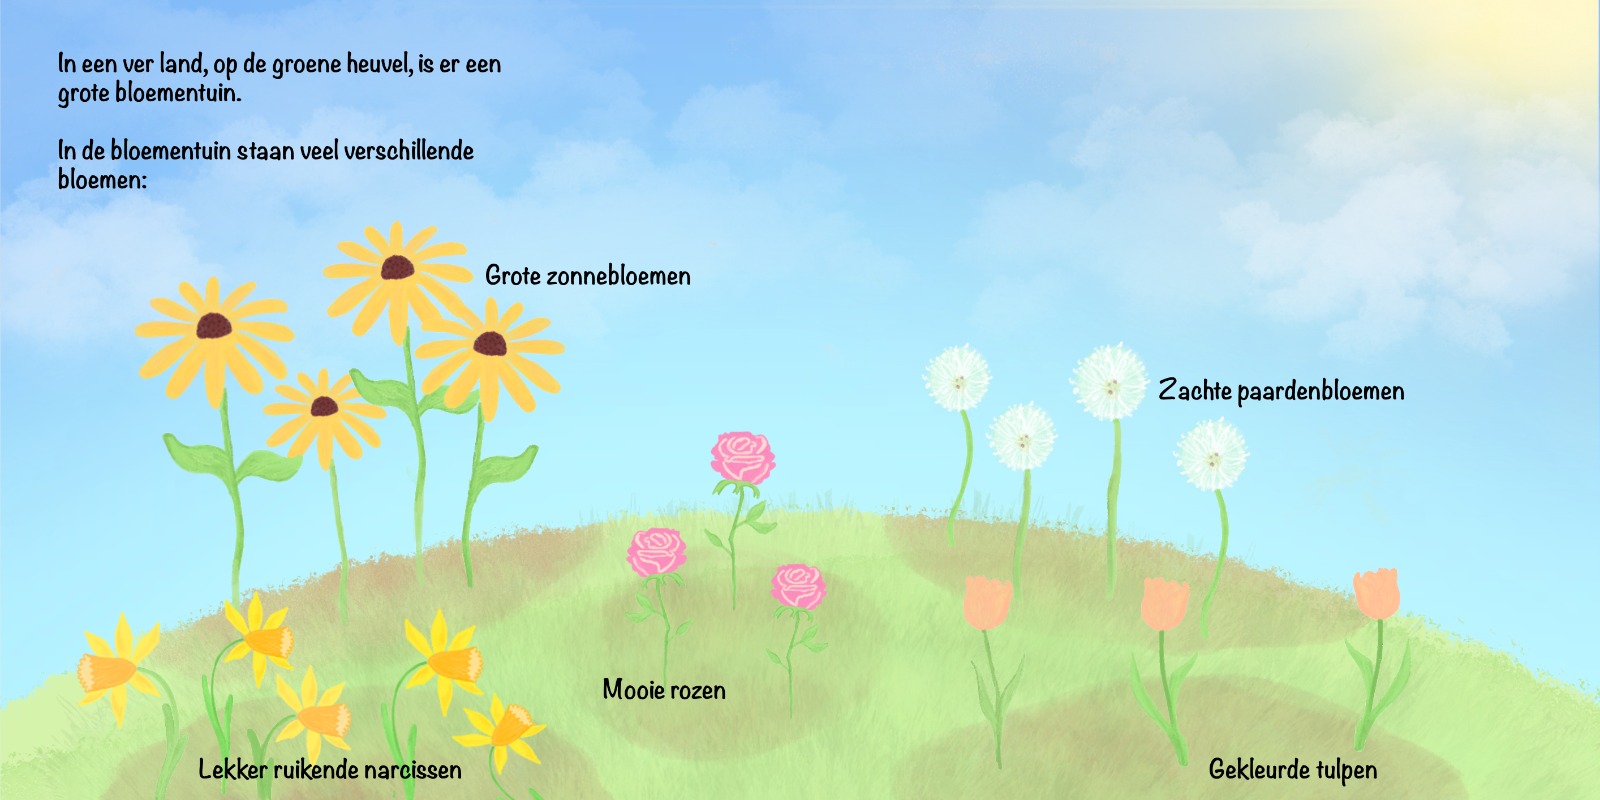 In een ver land, op de groene heuvel, is er een
grote bloementuin.
In de bloementuin staan veel verschillende
bloemen:
Grote zonnebloemen
Zachte paardenbloemen
Mooie rozen
Lekker ruikende narcissen
Gekleurde tulpen